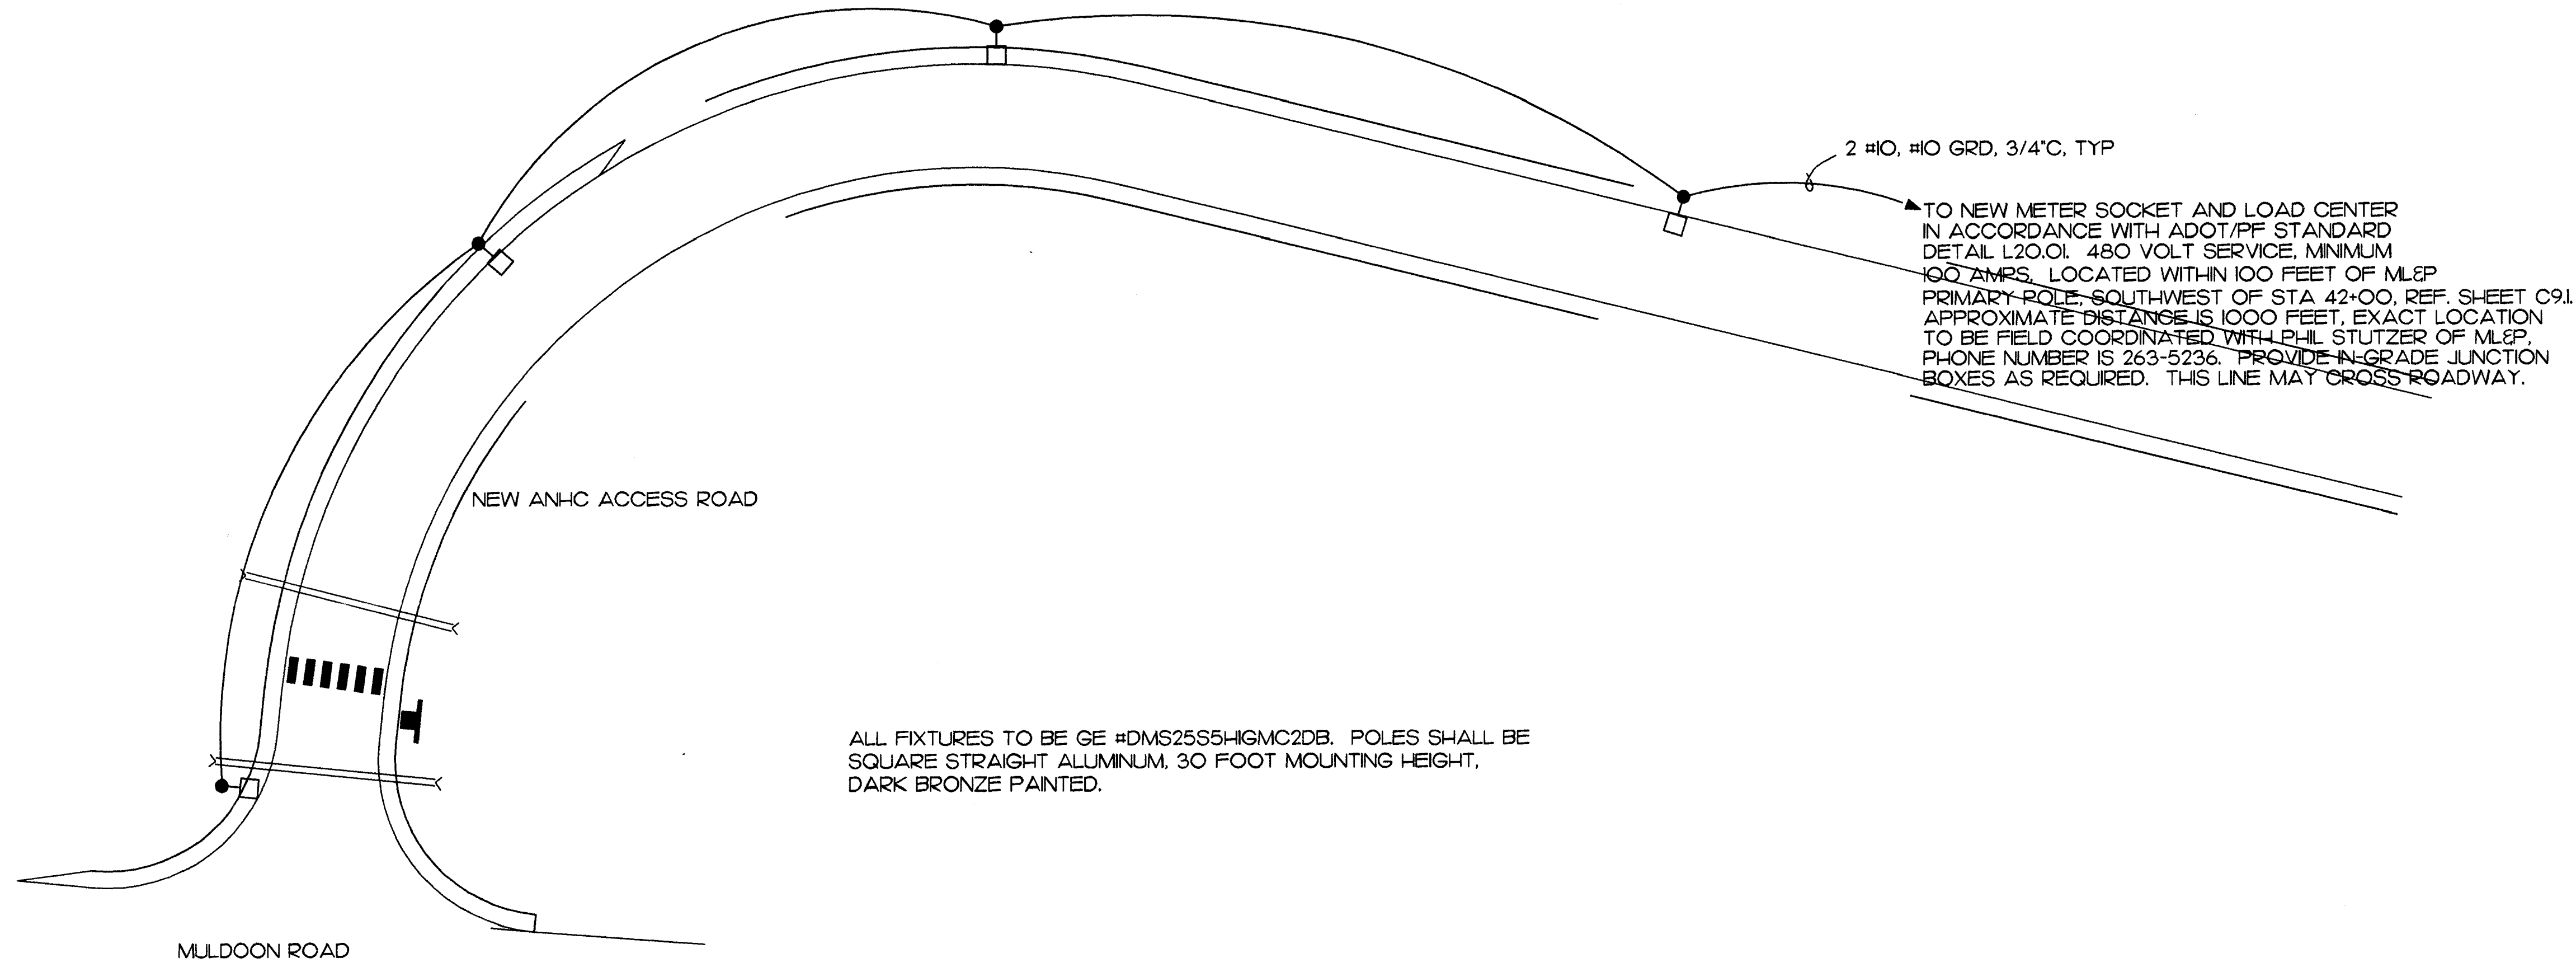 2 #10, #10 GRD, 3/4"C, TYP
TO NEW METER SOCKET AND LOAD CENTER
IN ACCORDANCE WITH ADOT/PF STANDARD
DETAIL L20.01. 480 VOLT SERVICE, MINIMUM
100 AMPS. LOCATED WITHIN 100 FEET OF ML&P
PRIMARY POLE, SOUTHWEST OF STA 42+00, REF. SHEET C9.1.
APPROXIMATE DISTANCE IS 1000 FEET, EXACT LOCATION
TO BE FIELD COORDINATED WITH PHIL STUTZER OF ML&P,
PHONE NUMBER IS 263-5236. PROVIDE IN-GRADE JUNCTION
BOXES AS REQUIRED. THIS LINE MAY CROSS ROADWAY.
NEW ANHC ACCESS ROAD
ALL FIXTURES TO BE GE #DMS25S5H1GMC2DB. POLES SHALL BE
SQUARE STRAIGHT ALUMINUM, 30 FOOT MOUNTING HEIGHT,
DARK BRONZE PAINTED.
MULDOON ROAD